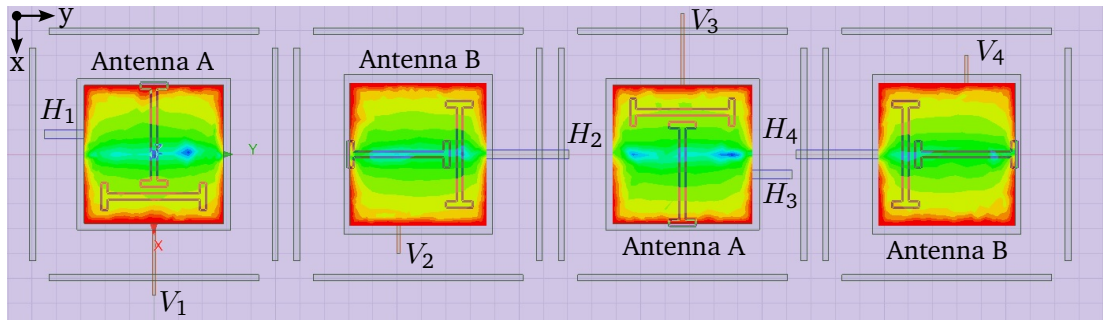 y
x
Antenna A
H1
Z
Y
X
V1
Antenna B
H2
V2
V3
H4
H3
Antenna A
V4
Antenna B